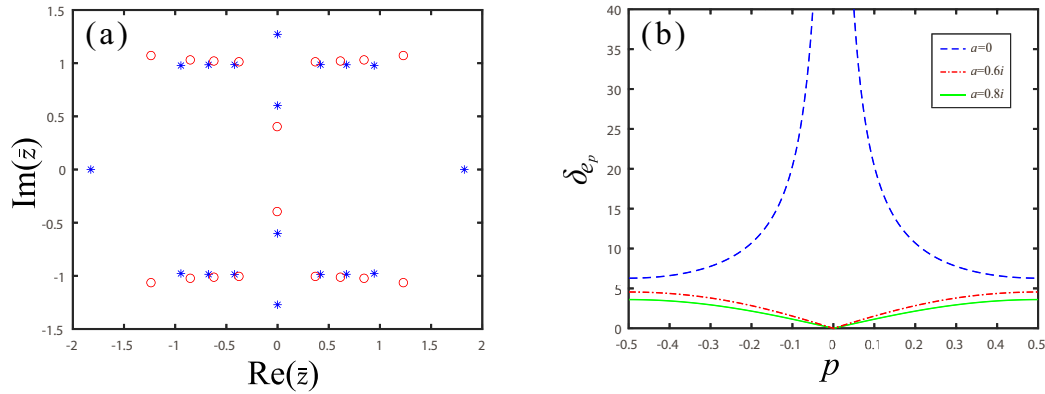 (a)
1.5
1
0.5
0
-0.5
-1
-1.5
Im(z̄)
-2 -1.5 -1 -0.5 0 0.5 1 1.5 2
Re(z̄)
(b)
40
35
30
25
20
15
10
5
0
δ_{e_p}
a=0
a=0.6i
a=0.8i
-0.5 -0.4 -0.3 -0.2 -0.1 0 0.1 0.2 0.3 0.4 0.5
p